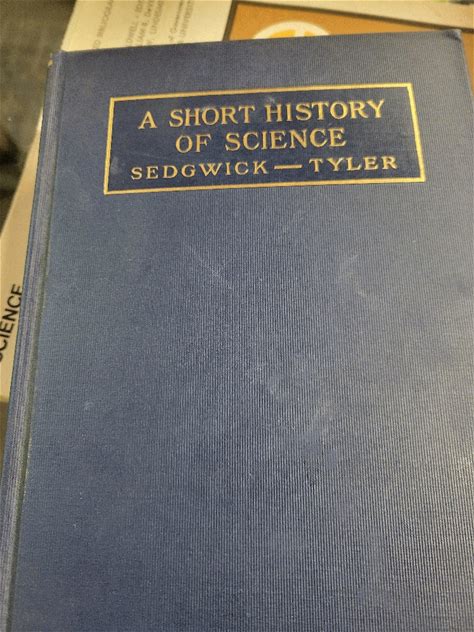 A SHORT HISTORY
OF SCIENCE
SEDGWICK — TYLER
SCIENCE